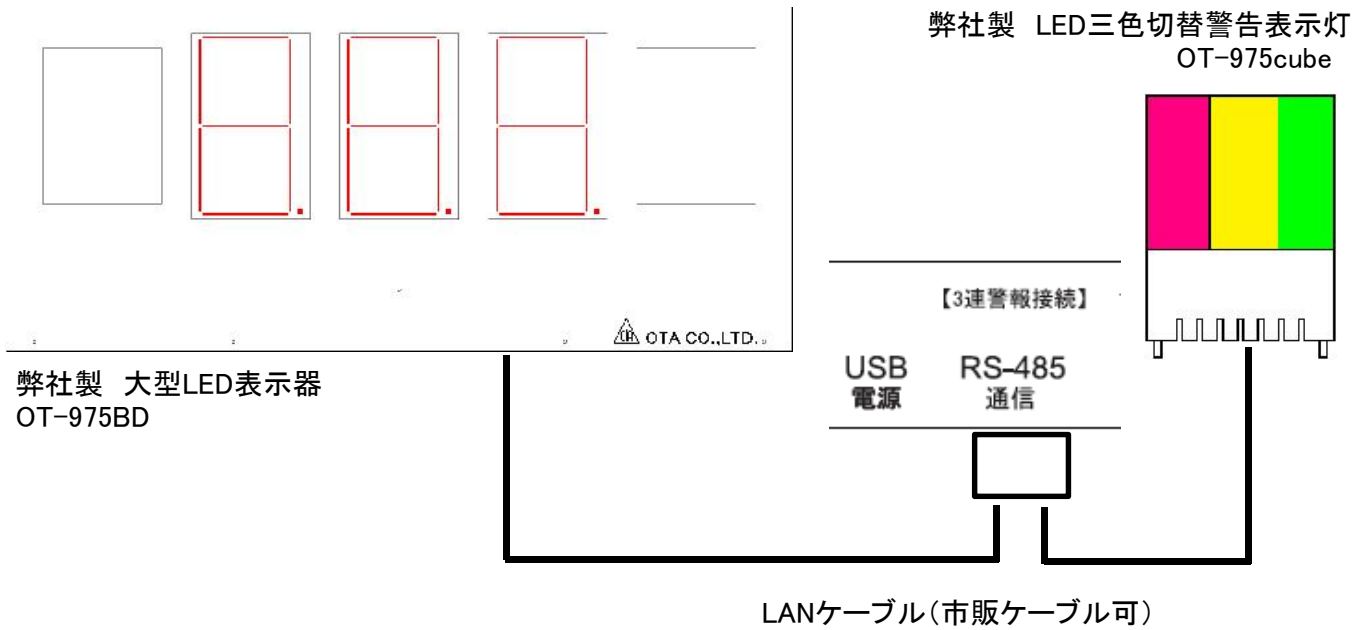 弊社製　LED三色切替警告表示灯
OT-975cube
OTA CO.,LTD.
弊社製　大型LED表示器
OT-975BD
【3連警報接続】
USB
電源
RS-485
通信
LANケーブル（市販ケーブル可）